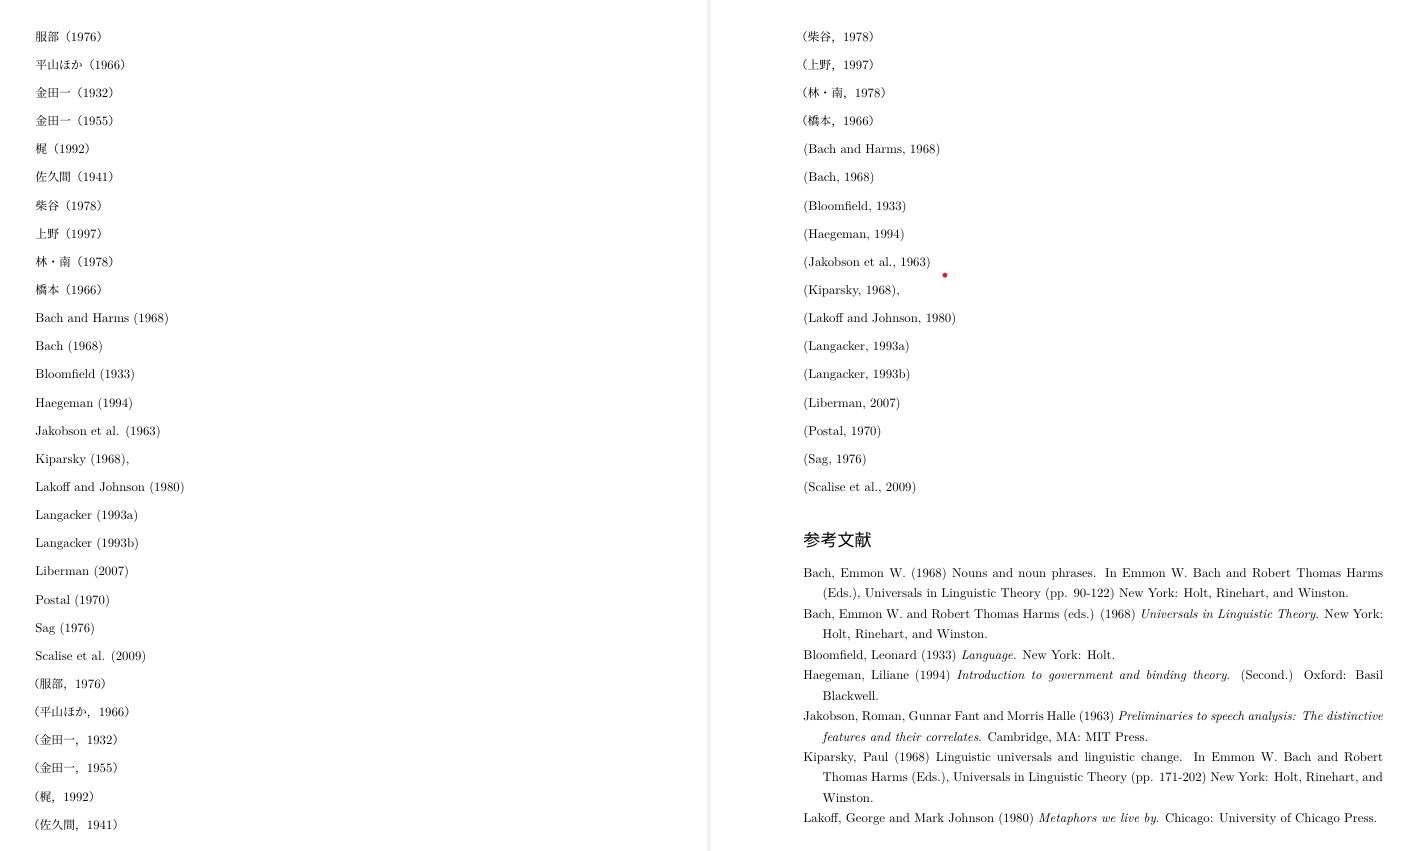 服部（1976）
平山ほか（1966）
金田一（1932）
金田一（1955）
梶（1992）
佐久間（1941）
柴谷（1978）
上野（1997）
林・南（1978）
橋本（1966）
Bach and Harms (1968)
Bach (1968)
Bloomfield (1933)
Haegeman (1994)
Jakobson et al. (1963)
Kiparsky (1968),
Lakoff and Johnson (1980)
Langacker (1993a)
Langacker (1993b)
Liberman (2007)
Postal (1970)
Sag (1976)
Scalise et al. (2009)
（服部，1976）
（平山ほか，1966）
（金田一，1932）
（金田一，1955）
（梶，1992）
（佐久間，1941）
（柴谷，1978）
（上野，1997）
（林・南，1978）
（橋本，1966）
(Bach and Harms, 1968)
(Bach, 1968)
(Bloomfield, 1933)
(Haegeman, 1994)
(Jakobson et al., 1963)
(Kiparsky, 1968),
(Lakoff and Johnson, 1980)
(Langacker, 1993a)
(Langacker, 1993b)
(Liberman, 2007)
(Postal, 1970)
(Sag, 1976)
(Scalise et al., 2009)
参考文献
Bach, Emmon W. (1968) Nouns and noun phrases. In Emmon W. Bach and Robert Thomas Harms
(Eds.), Universals in Linguistic Theory (pp. 90-122) New York: Holt, Rinehart, and Winston.
Bach, Emmon W. and Robert Thomas Harms (eds.) (1968) Universals in Linguistic Theory. New York:
Holt, Rinehart, and Winston.
Bloomfield, Leonard (1933) Language. New York: Holt.
Haegeman, Liliane (1994) Introduction to government and binding theory. (Second.) Oxford: Basil
Blackwell.
Jakobson, Roman, Gunnar Fant and Morris Halle (1963) Preliminaries to speech analysis: The distinctive
features and their correlates. Cambridge, MA: MIT Press.
Kiparsky, Paul (1968) Linguistic universals and linguistic change. In Emmon W. Bach and Robert
Thomas Harms (Eds.), Universals in Linguistic Theory (pp. 171-202) New York: Holt, Rinehart, and
Winston.
Lakoff, George and Mark Johnson (1980) Metaphors we live by. Chicago: University of Chicago Press.